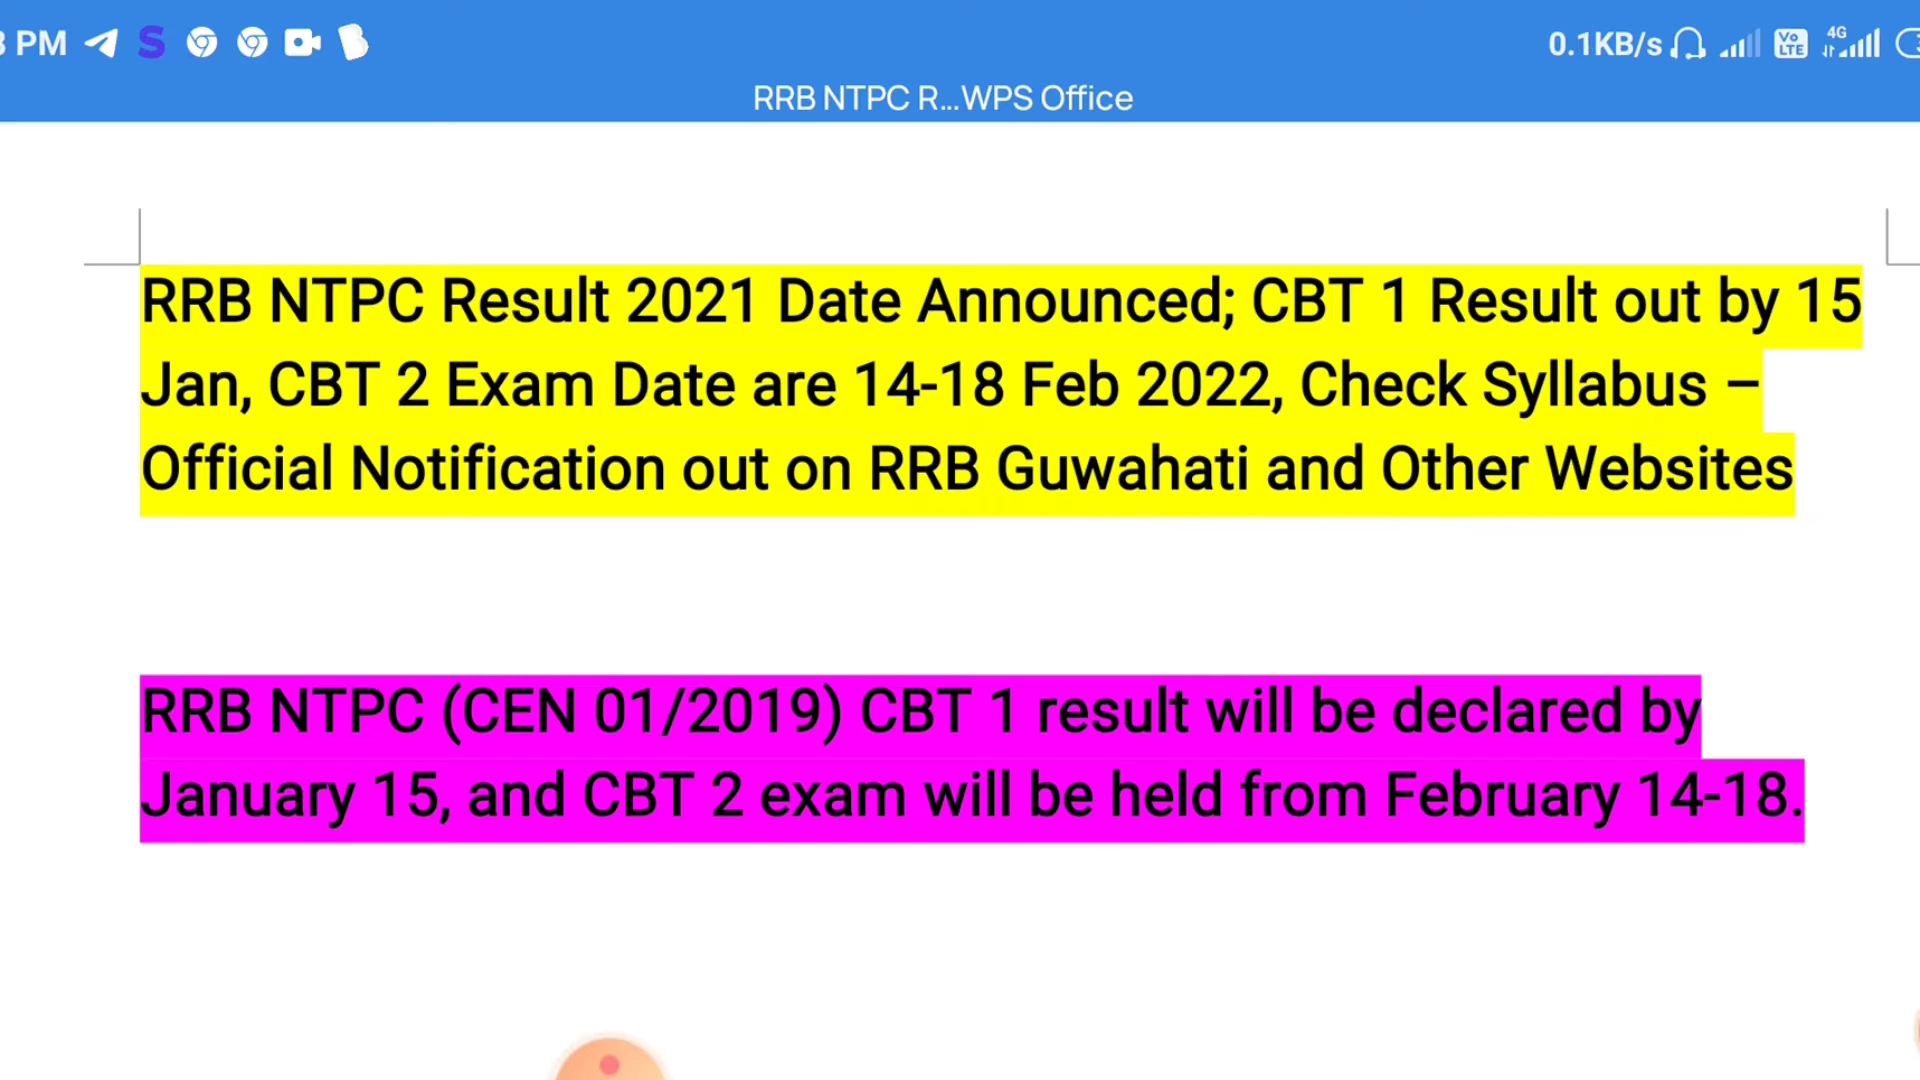 8 PM
0.1KB/s
Vo LTE
4G
RRB NTPC R...WPS Office
RRB NTPC Result 2021 Date Announced; CBT 1 Result out by 15
Jan, CBT 2 Exam Date are 14-18 Feb 2022, Check Syllabus –
Official Notification out on RRB Guwahati and Other Websites
RRB NTPC (CEN 01/2019) CBT 1 result will be declared by
January 15, and CBT 2 exam will be held from February 14-18.